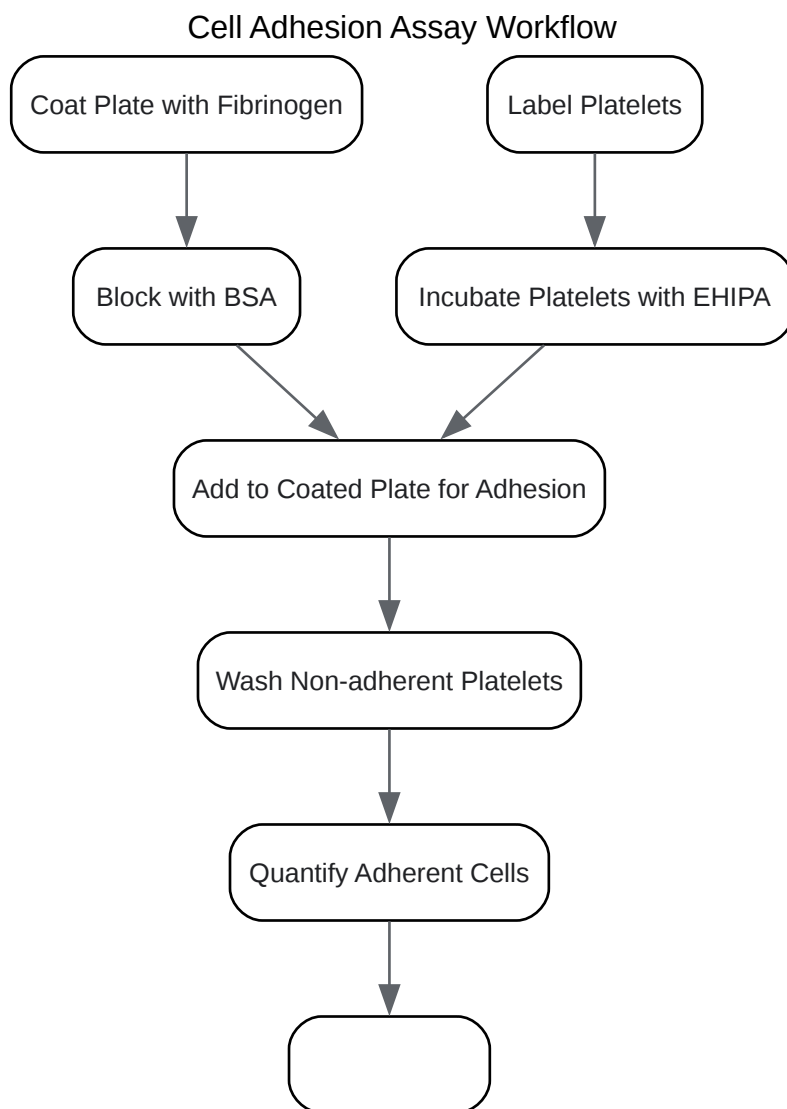 Cell Adhesion Assay Workflow
Coat Plate with Fibrinogen
Label Platelets
Block with BSA
Incubate Platelets with EHIPA
Add to Coated Plate for Adhesion
Wash Non-adherent Platelets
Quantify Adherent Cells